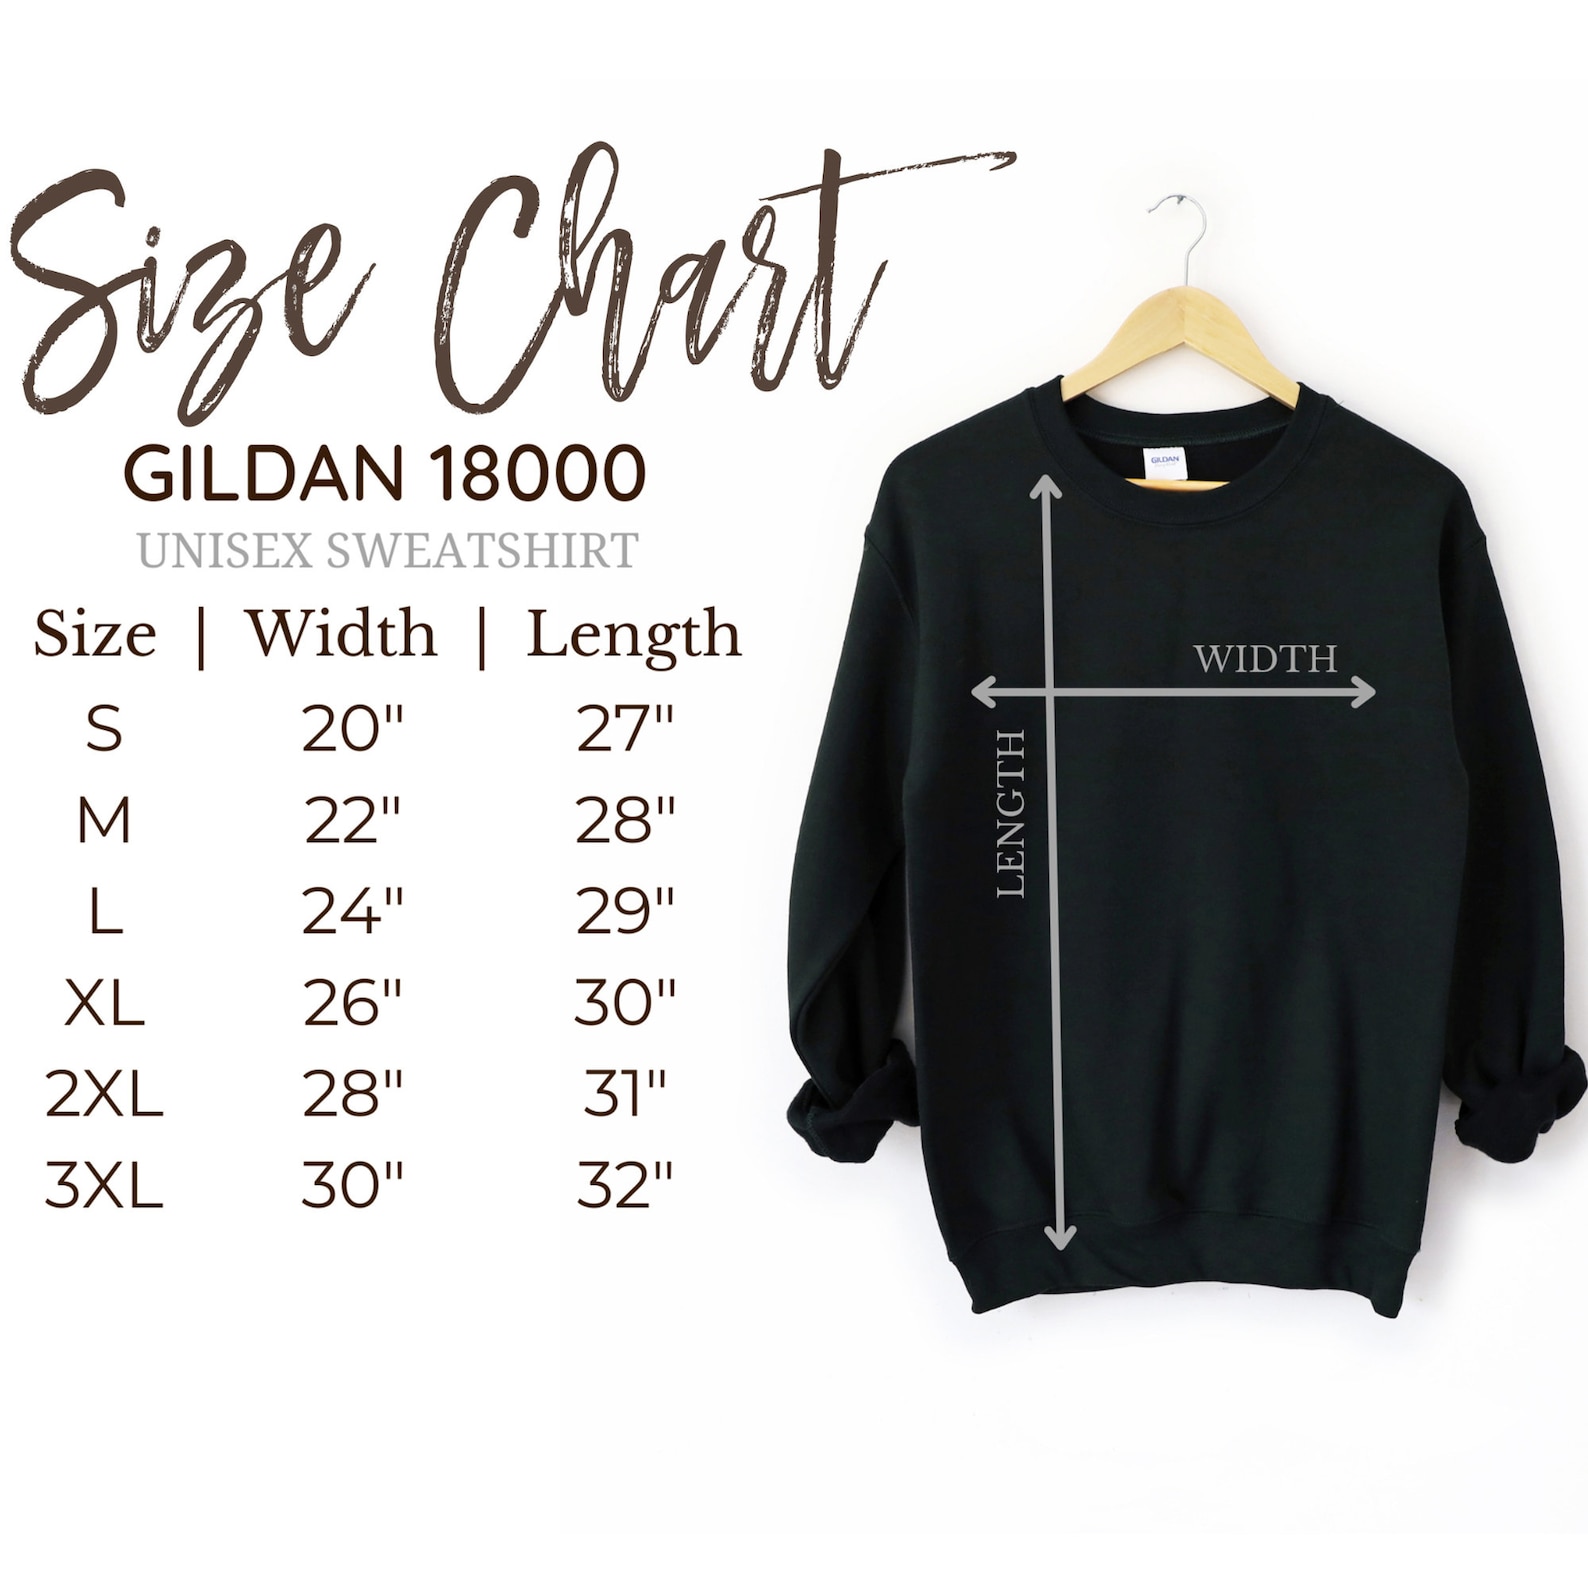 Size Chart
GILDAN 18000
UNISEX SWEATSHIRT
Size | Width | Length
S 20" 27"
M 22" 28"
L 24" 29"
XL 26" 30"
2XL 28" 31"
3XL 30" 32"
GILDAN
WIDTH
LENGTH